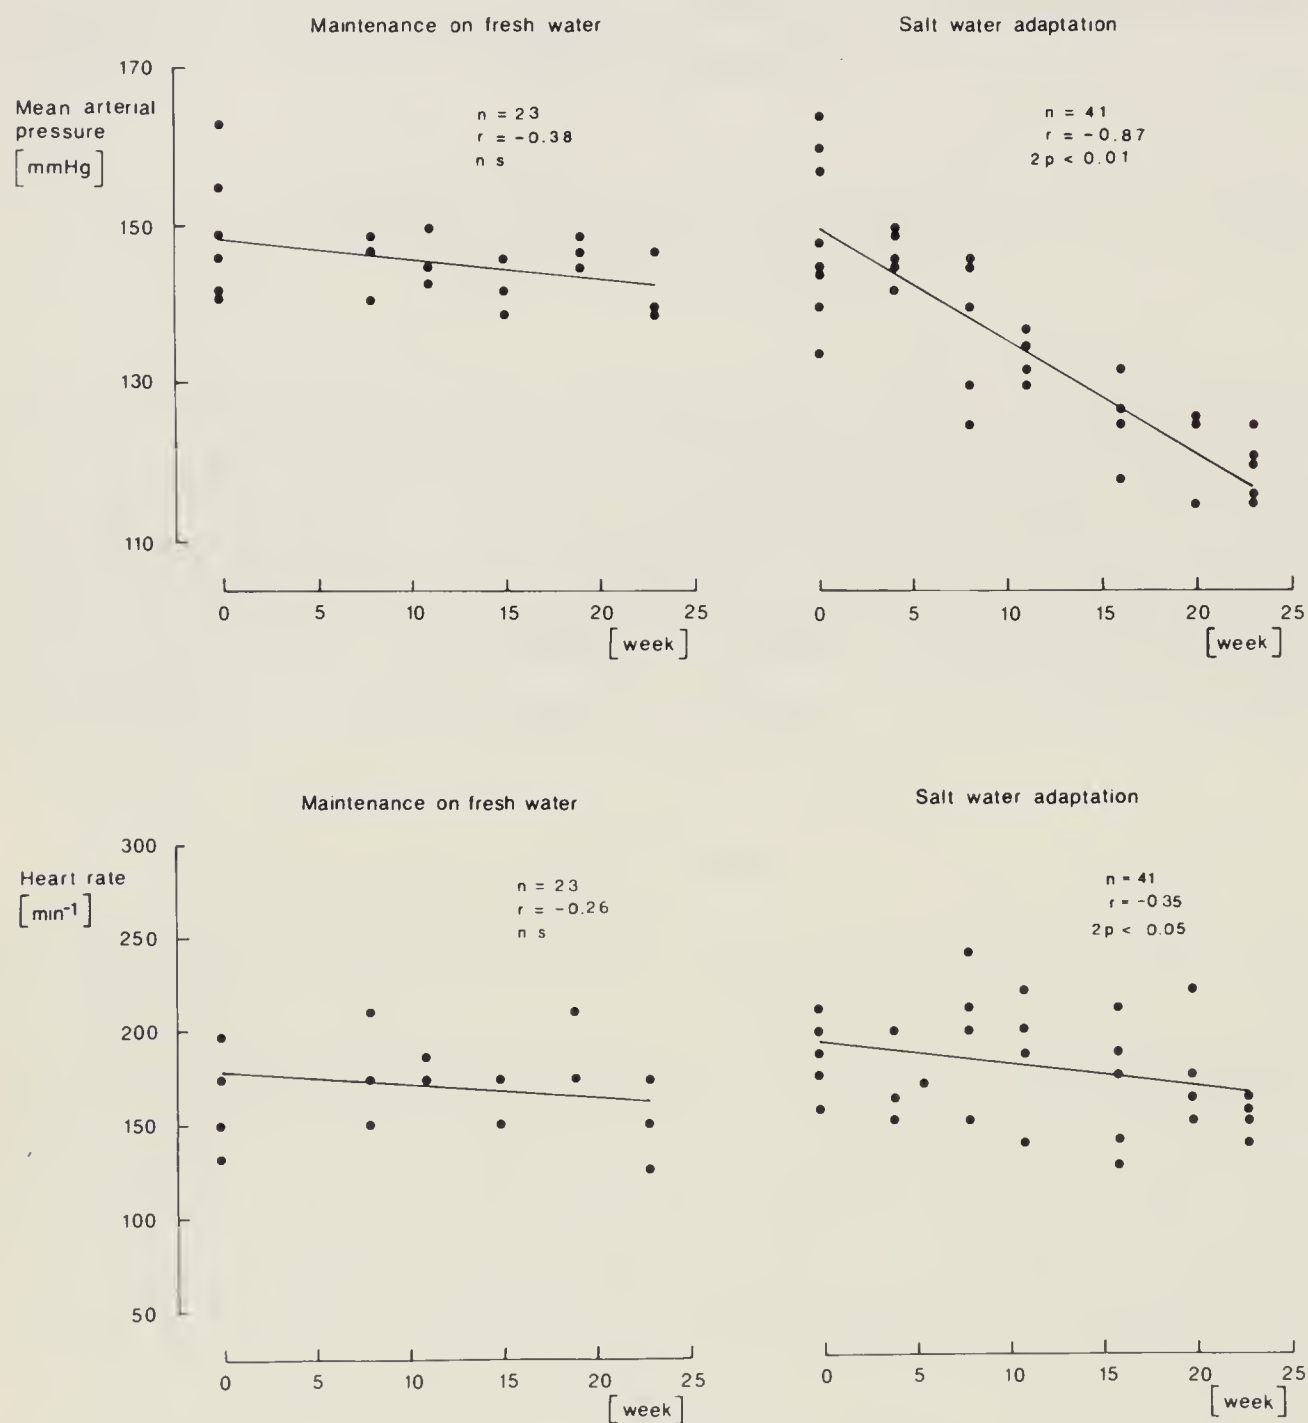 Maintenance on fresh water
Salt water adaptation
170
Mean arterial
pressure
[mmHg]
n = 23
r = -0.38
n s
n = 41
r = -0.87
2p < 0.01
150
130
110
0 5 10 15 20 25
[week]
0 5 10 15 20 25
[week]
Maintenance on fresh water
Salt water adaptation
300
Heart rate
[min⁻¹]
n = 23
r = -0.26
n s
n = 41
r = -0 35
2p < 0.05
250
200
150
100
50
0 5 10 15 20 25
[week]
0 5 10 15 20 25
[week]